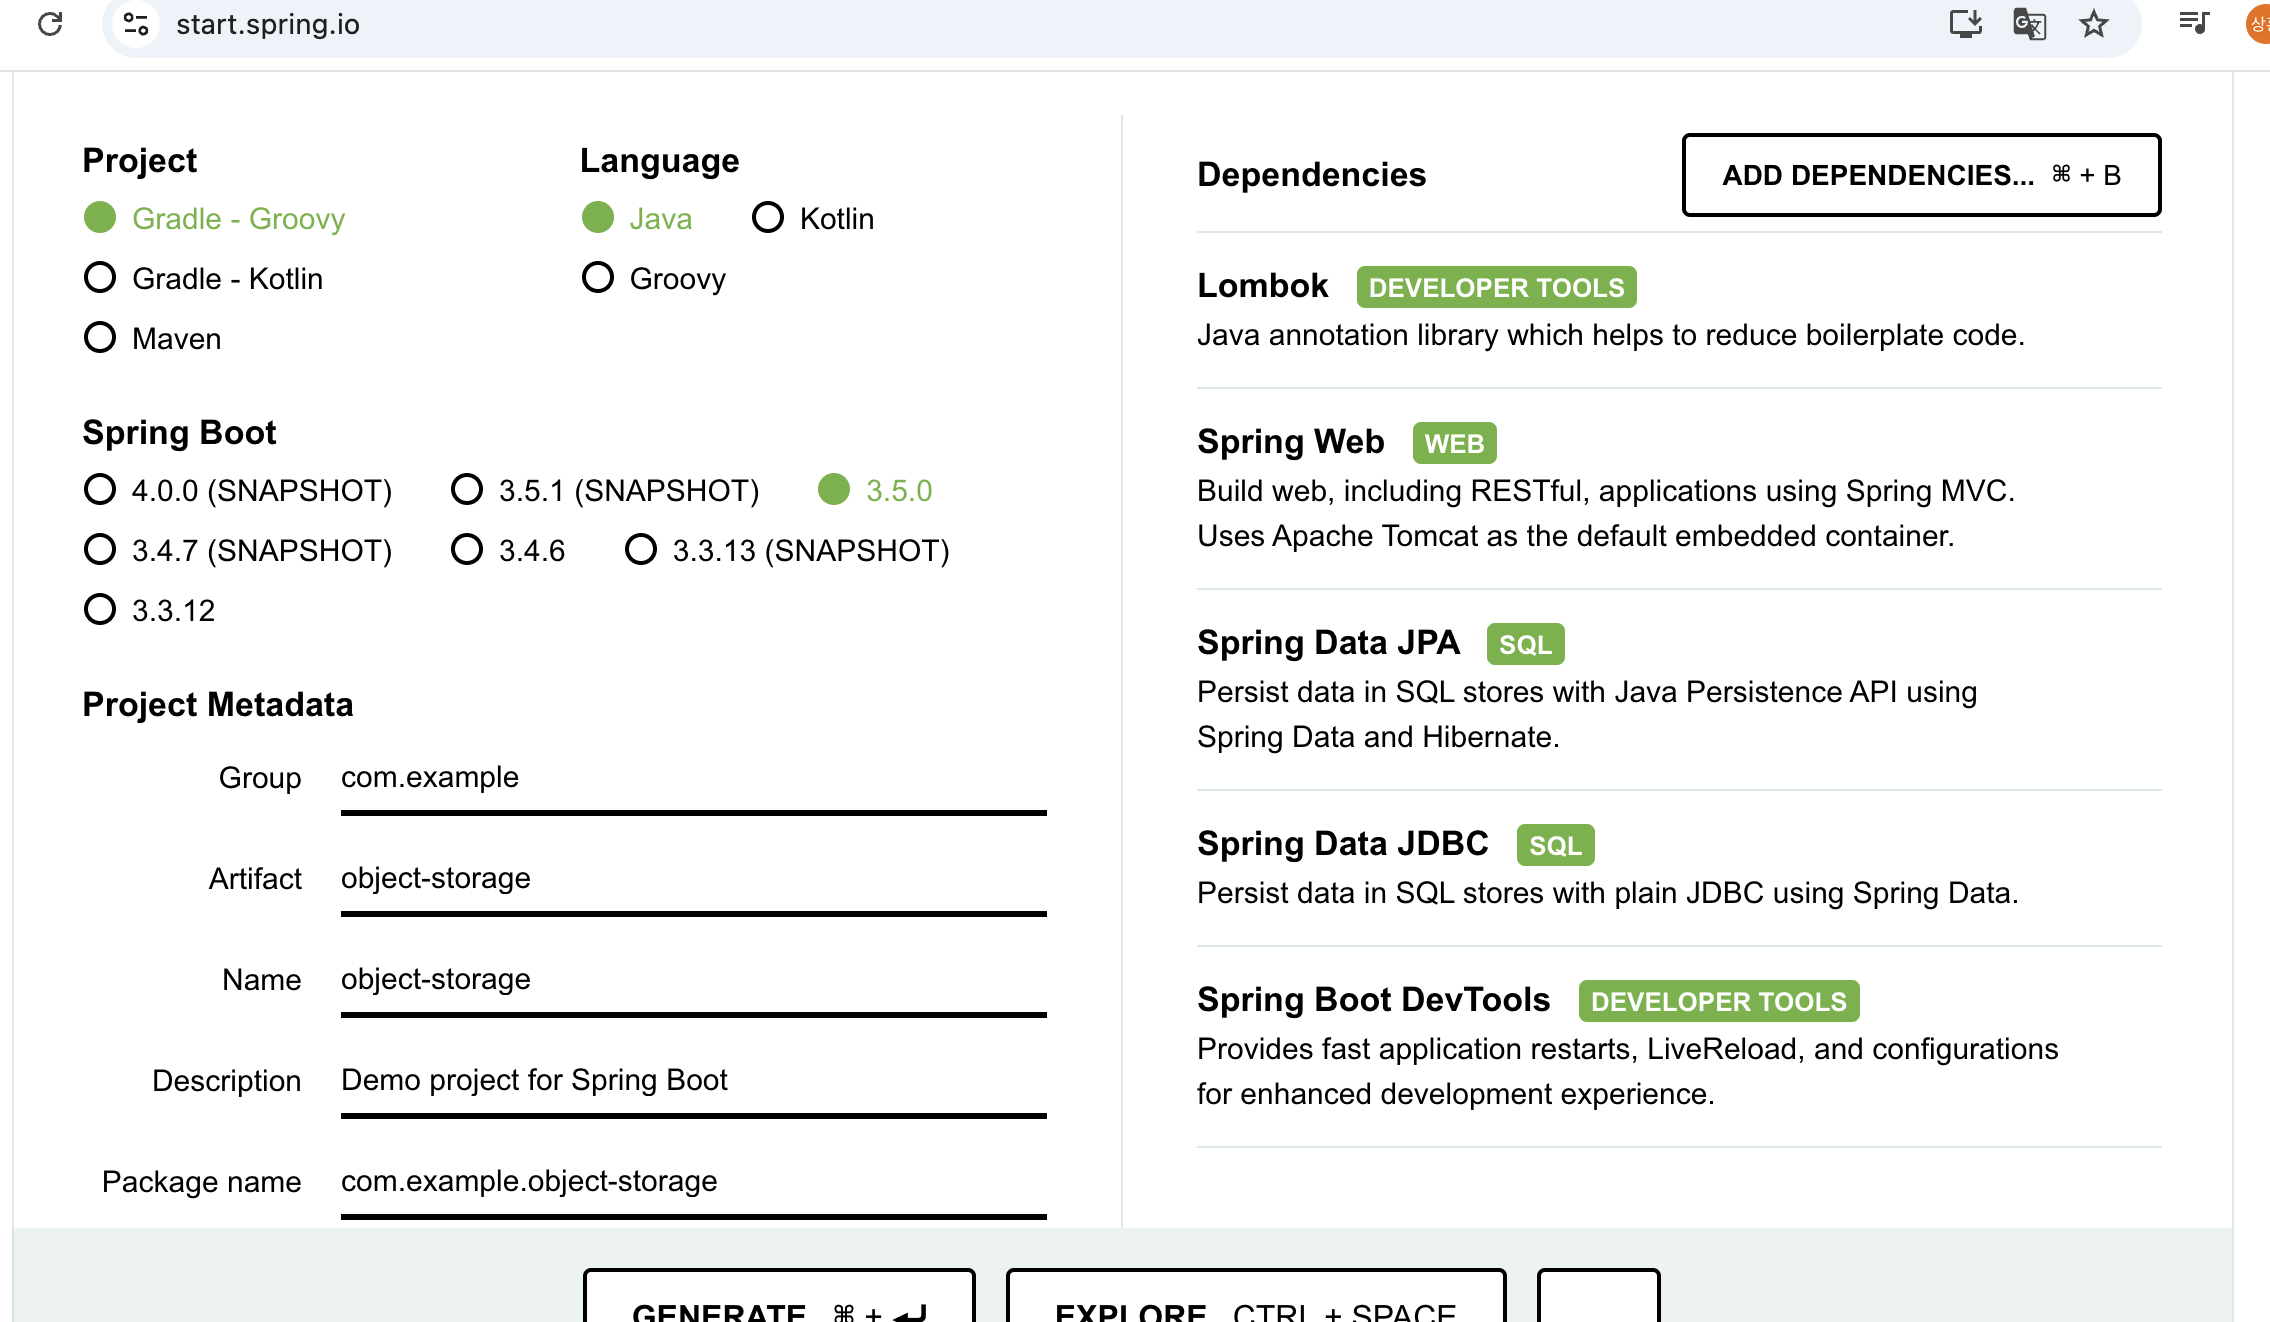 start.spring.io
상
Project
Gradle - Groovy
Gradle - Kotlin
Maven
Language
Java Kotlin
Groovy
Spring Boot
4.0.0 (SNAPSHOT) 3.5.1 (SNAPSHOT) 3.5.0
3.4.7 (SNAPSHOT) 3.4.6 3.3.13 (SNAPSHOT)
3.3.12
Project Metadata
Group com.example
Artifact object-storage
Name object-storage
Description Demo project for Spring Boot
Package name com.example.object-storage
Dependencies
ADD DEPENDENCIES... ⌘ + B
Lombok DEVELOPER TOOLS
Java annotation library which helps to reduce boilerplate code.
Spring Web WEB
Build web, including RESTful, applications using Spring MVC.
Uses Apache Tomcat as the default embedded container.
Spring Data JPA SQL
Persist data in SQL stores with Java Persistence API using
Spring Data and Hibernate.
Spring Data JDBC SQL
Persist data in SQL stores with plain JDBC using Spring Data.
Spring Boot DevTools DEVELOPER TOOLS
Provides fast application restarts, LiveReload, and configurations
for enhanced development experience.
GENERATE ⌘ + ↵
EXPLORE CTRL + SPACE